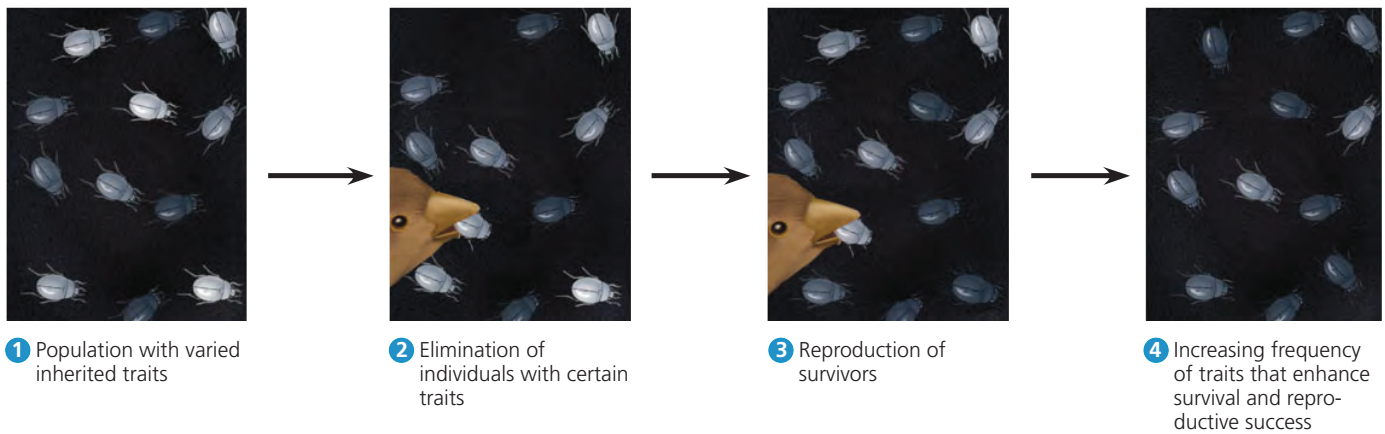 1 Population with varied
inherited traits
2 Elimination of
individuals with certain
traits
3 Reproduction of
survivors
4 Increasing frequency
of traits that enhance
survival and repro-
ductive success